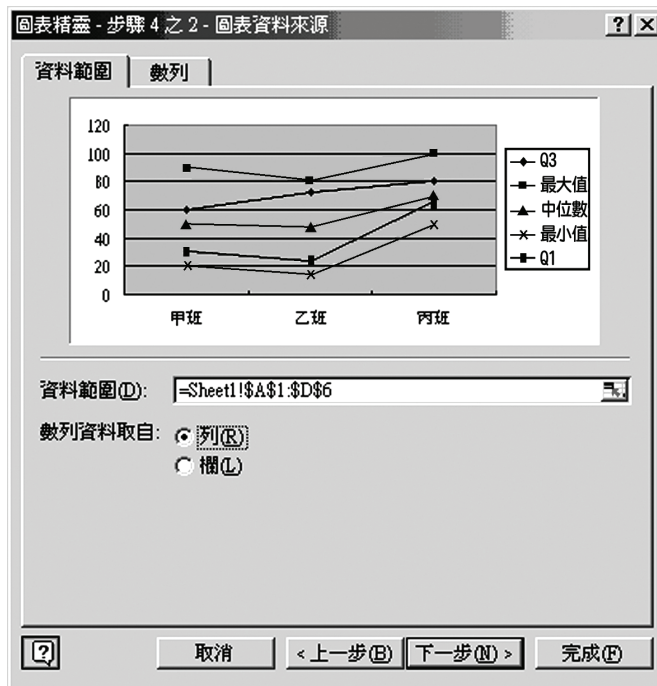 圖表精靈 - 步驟 4 之 2 - 圖表資料來源
資料範圍 數列
120
100
80
60
40
20
0
甲班 乙班 丙班
Q3
最大值
中位數
最小值
Q1
資料範圍(D): =Sheet1!$A$1:$D$6
數列資料取自: 列(R)
欄(L)
取消 < 上一步(B) 下一步(N) > 完成(F)